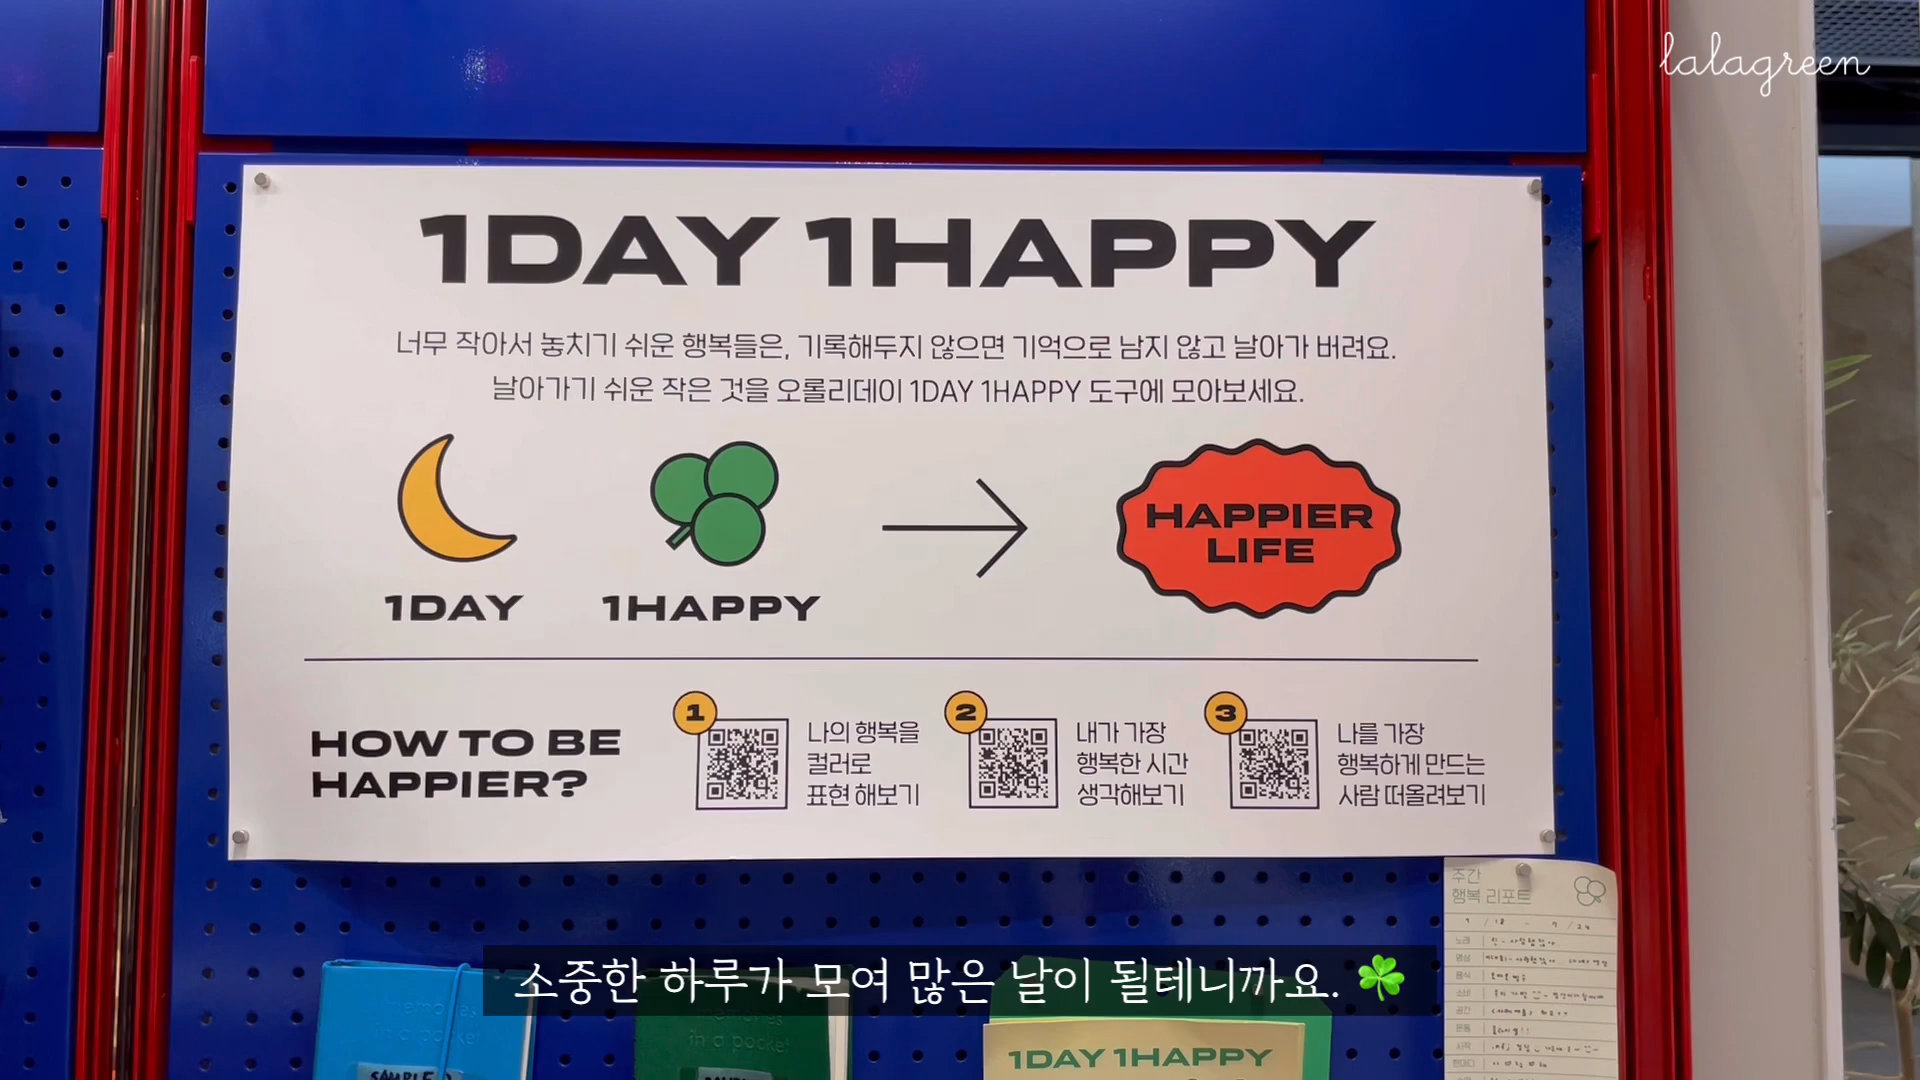 lalagreen
1DAY 1HAPPY
너무 작아서 놓치기 쉬운 행복들은, 기록해두지 않으면 기억으로 남지 않고 날아가 버려요.
날아가기 쉬운 작은 것을 오롤리데이 1DAY 1HAPPY 도구에 모아보세요.
1DAY
1HAPPY
HAPPIER
LIFE
HOW TO BE
HAPPIER?
1
나의 행복을
컬러로
표현 해보기
2
내가 가장
행복한 시간
생각해보기
3
나를 가장
행복하게 만드는
사람 떠올려보기
주간
행복 리포트
소중한 하루가 모여 많은 날이 될테니까요.
memories
in a pocket
SAMPLE
memories
in a pocket
1DAY 1HAPPY